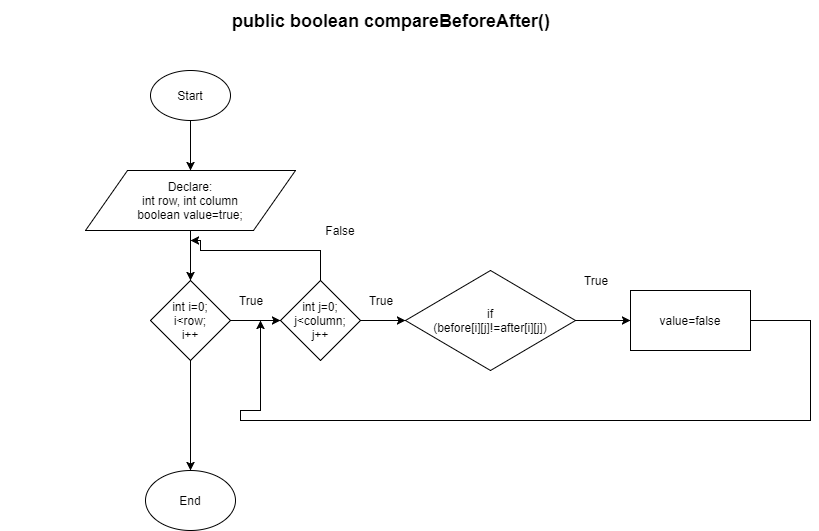 public boolean compareBeforeAfter()
Start
Declare:
int row, int column
boolean value=true;
False
int i=0;
i<row;
i++
True
int j=0;
j<column;
j++
True
if
(before[i][j]!=after[i][j])
True
value=false
End